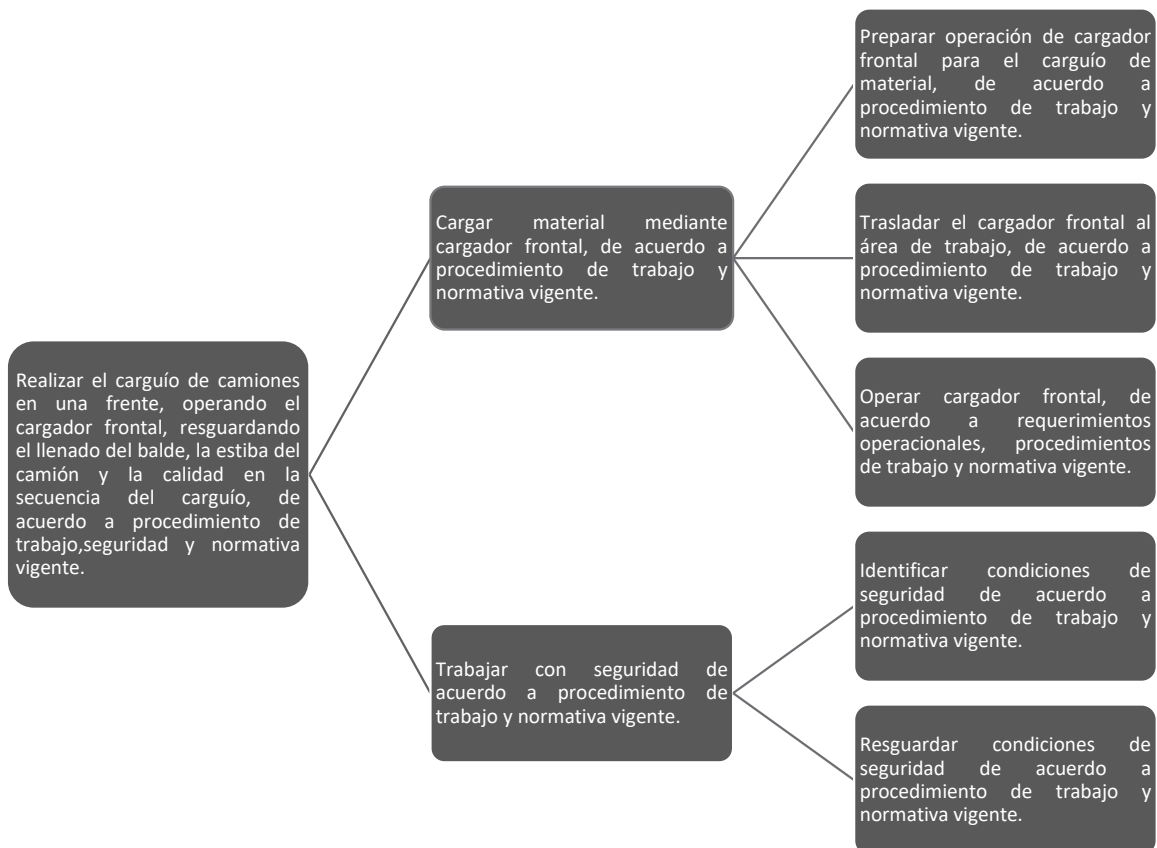 Realizar el carguío de camiones
en una frente, operando el
cargador frontal, resguardando
el llenado del balde, la estiba del
camión y la calidad en la
secuencia del carguío, de
acuerdo a procedimiento de
trabajo,seguridad y normativa
vigente.
Cargar material mediante
cargador frontal, de acuerdo a
procedimiento de trabajo y
normativa vigente.
Preparar operación de cargador
frontal para el carguío de
material, de acuerdo a
procedimiento de trabajo y
normativa vigente.
Trasladar el cargador frontal al
área de trabajo, de acuerdo a
procedimiento de trabajo y
normativa vigente.
Operar cargador frontal, de
acuerdo a requerimientos
operacionales, procedimientos
de trabajo y normativa vigente.
Trabajar con seguridad de
acuerdo a procedimiento de
trabajo y normativa vigente.
Identificar condiciones de
seguridad de acuerdo a
procedimiento de trabajo y
normativa vigente.
Resguardar condiciones de
seguridad de acuerdo a
procedimiento de trabajo y
normativa vigente.